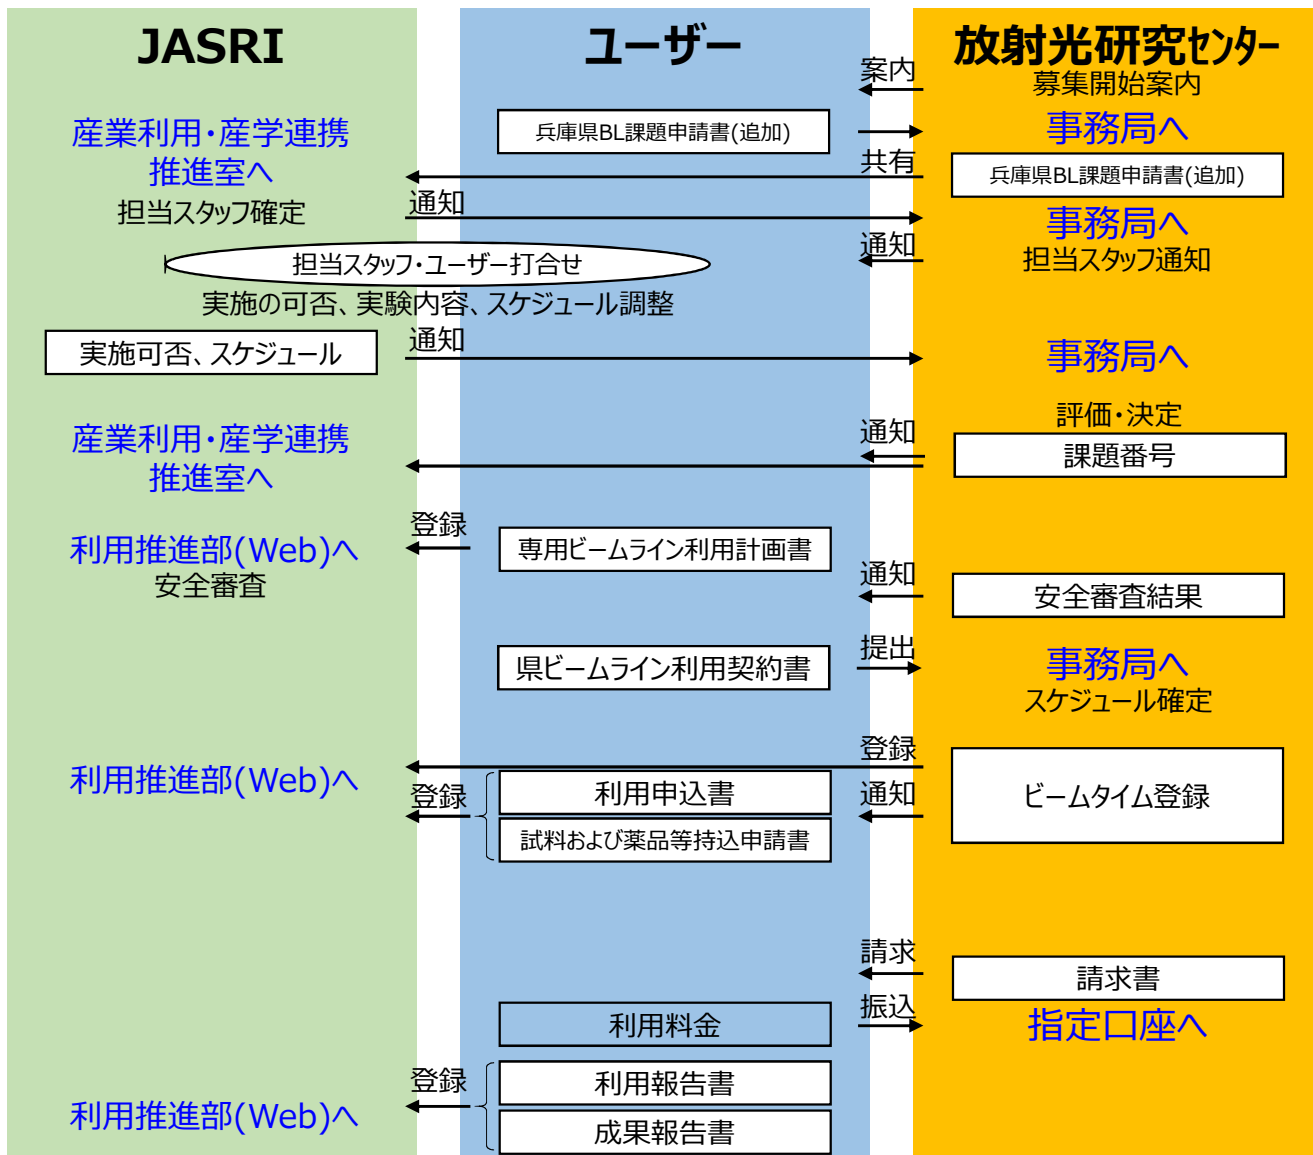 JASRI
ユーザー
放射光研究センター
案内
募集開始案内
産業利用・産学連携
推進室へ
兵庫県BL課題申請書(追加)
事務局へ
共有
兵庫県BL課題申請書(追加)
担当スタッフ確定
通知
事務局へ
通知
担当スタッフ通知
担当スタッフ・ユーザー打合せ
実施の可否、実験内容、スケジュール調整
実施可否、スケジュール
通知
事務局へ
評価・決定
産業利用・産学連携
推進室へ
通知
課題番号
利用推進部(Web)へ
安全審査
登録
専用ビームライン利用計画書
通知
安全審査結果
県ビームライン利用契約書
提出
事務局へ
スケジュール確定
利用推進部(Web)へ
登録
登録
利用申込書
試料および薬品等持込申請書
通知
ビームタイム登録
請求
請求書
利用料金
振込
指定口座へ
利用推進部(Web)へ
登録
利用報告書
成果報告書